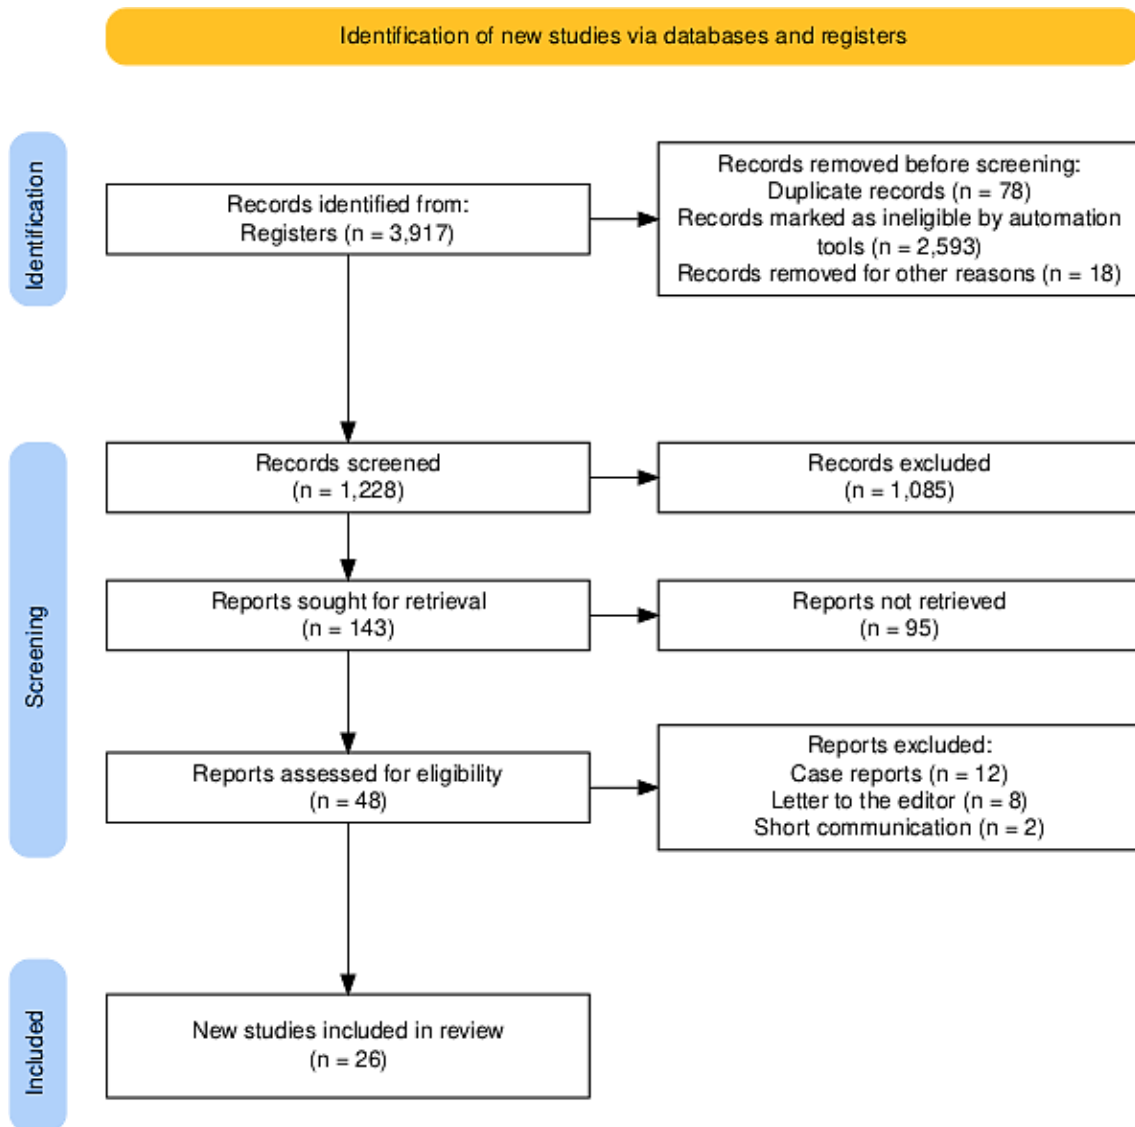 Identification of new studies via databases and registers
Identification
Records identified from:
Registers (n = 3,917)
Records removed before screening:
Duplicate records (n = 78)
Records marked as ineligible by automation
tools (n = 2,593)
Records removed for other reasons (n = 18)
Screening
Records screened
(n = 1,228)
Records excluded
(n = 1,085)
Reports sought for retrieval
(n = 143)
Reports not retrieved
(n = 95)
Reports assessed for eligibility
(n = 48)
Reports excluded:
Case reports (n = 12)
Letter to the editor (n = 8)
Short communication (n = 2)
Included
New studies included in review
(n = 26)